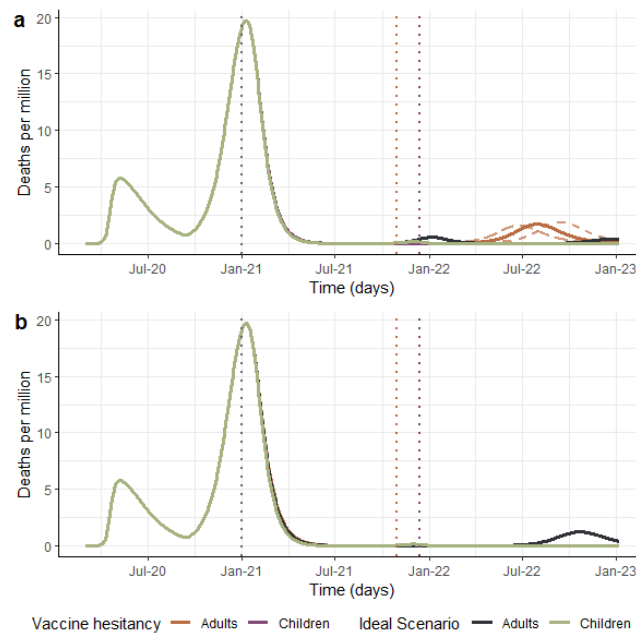 a
Deaths per million
20
15
10
5
0
Jul-20 Jan-21 Jul-21 Jan-22 Jul-22 Jan-23
Time (days)
b
Deaths per million
20
15
10
5
0
Jul-20 Jan-21 Jul-21 Jan-22 Jul-22 Jan-23
Time (days)
Vaccine hesitancy Adults Children Ideal Scenario Adults Children